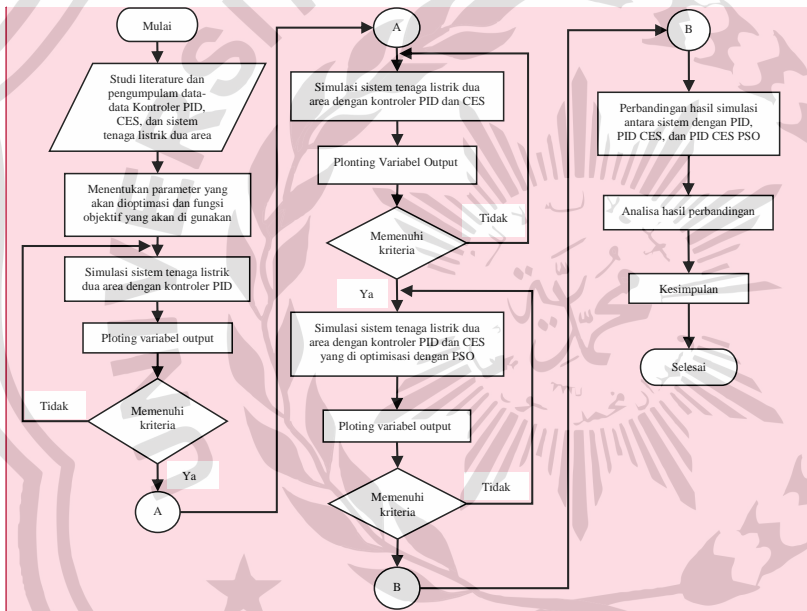 Mulai
Studi literature dan
pengumpulam data-
data Kontroler PID,
CES, dan sistem
tenaga listrik dua area
Menentukan parameter yang
akan dioptimasi dan fungsi
objektif yang akan di gunakan
Simulasi sistem tenaga listrik
dua area dengan kontroler PID
Ploting variabel output
Tidak
Memenuhi
kriteria
Ya
A
A
Simulasi sistem tenaga listrik dua
area dengan kontroler PID dan CES
Plonting Variabel Output
Tidak
Memenuhi
kriteria
Ya
Simulasi sistem tenaga listrik dua
area dengan kontroler PID dan CES
yang di optimisasi dengan PSO
Ploting variabel output
Tidak
Memenuhi
kriteria
B
B
Perbandingan hasil simulasi
antara sistem dengan PID,
PID CES, dan PID CES PSO
Analisa hasil perbandingan
Kesimpulan
Selesai
UNIVERSI